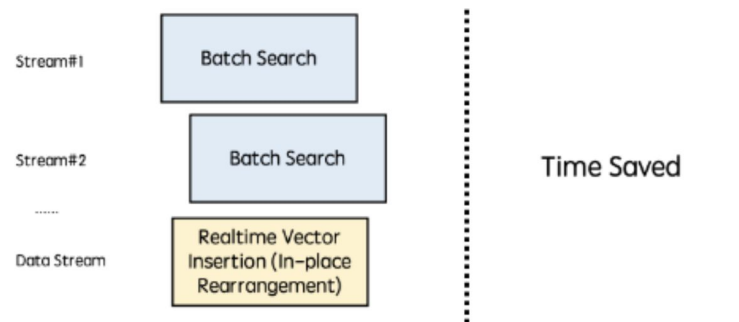 Stream#1
Batch Search
Stream#2
Batch Search
Time Saved
......
Data Stream
Realtime Vector
Insertion (In-place
Rearrangement)